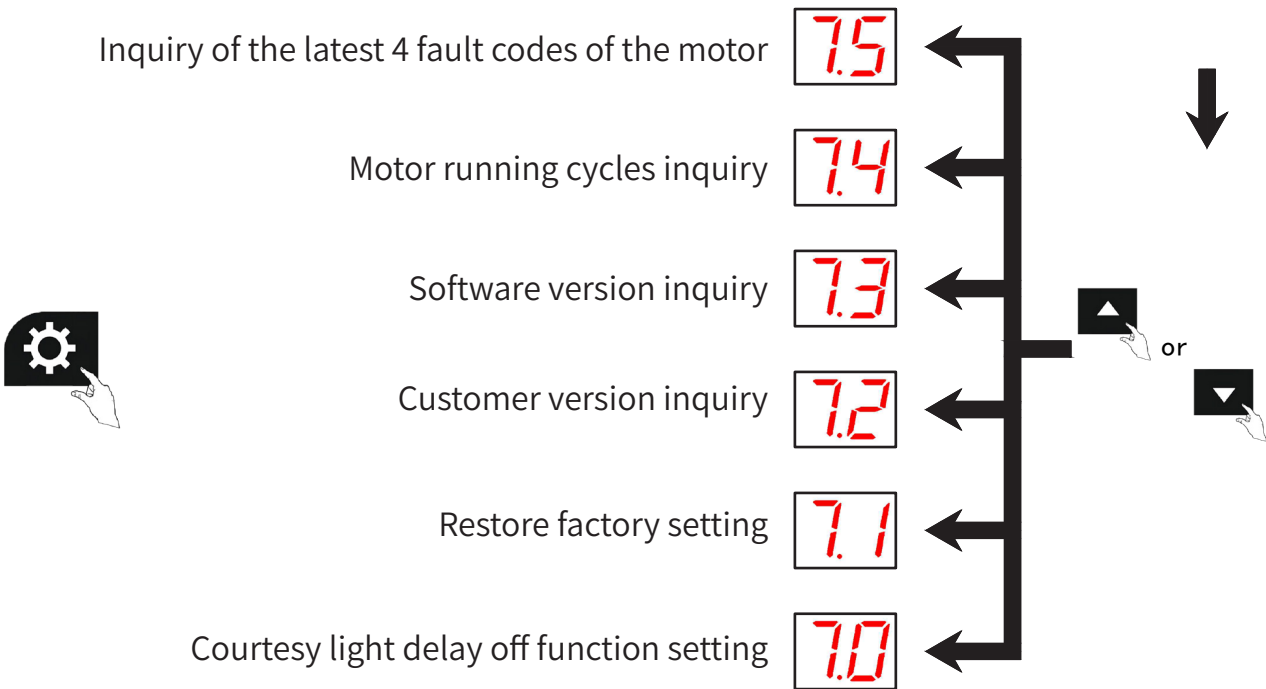 Inquiry of the latest 4 fault codes of the motor 7.5
Motor running cycles inquiry 7.4
Software version inquiry 7.3
or
Customer version inquiry 7.2
Restore factory setting 7.1
Courtesy light delay off function setting 7.0